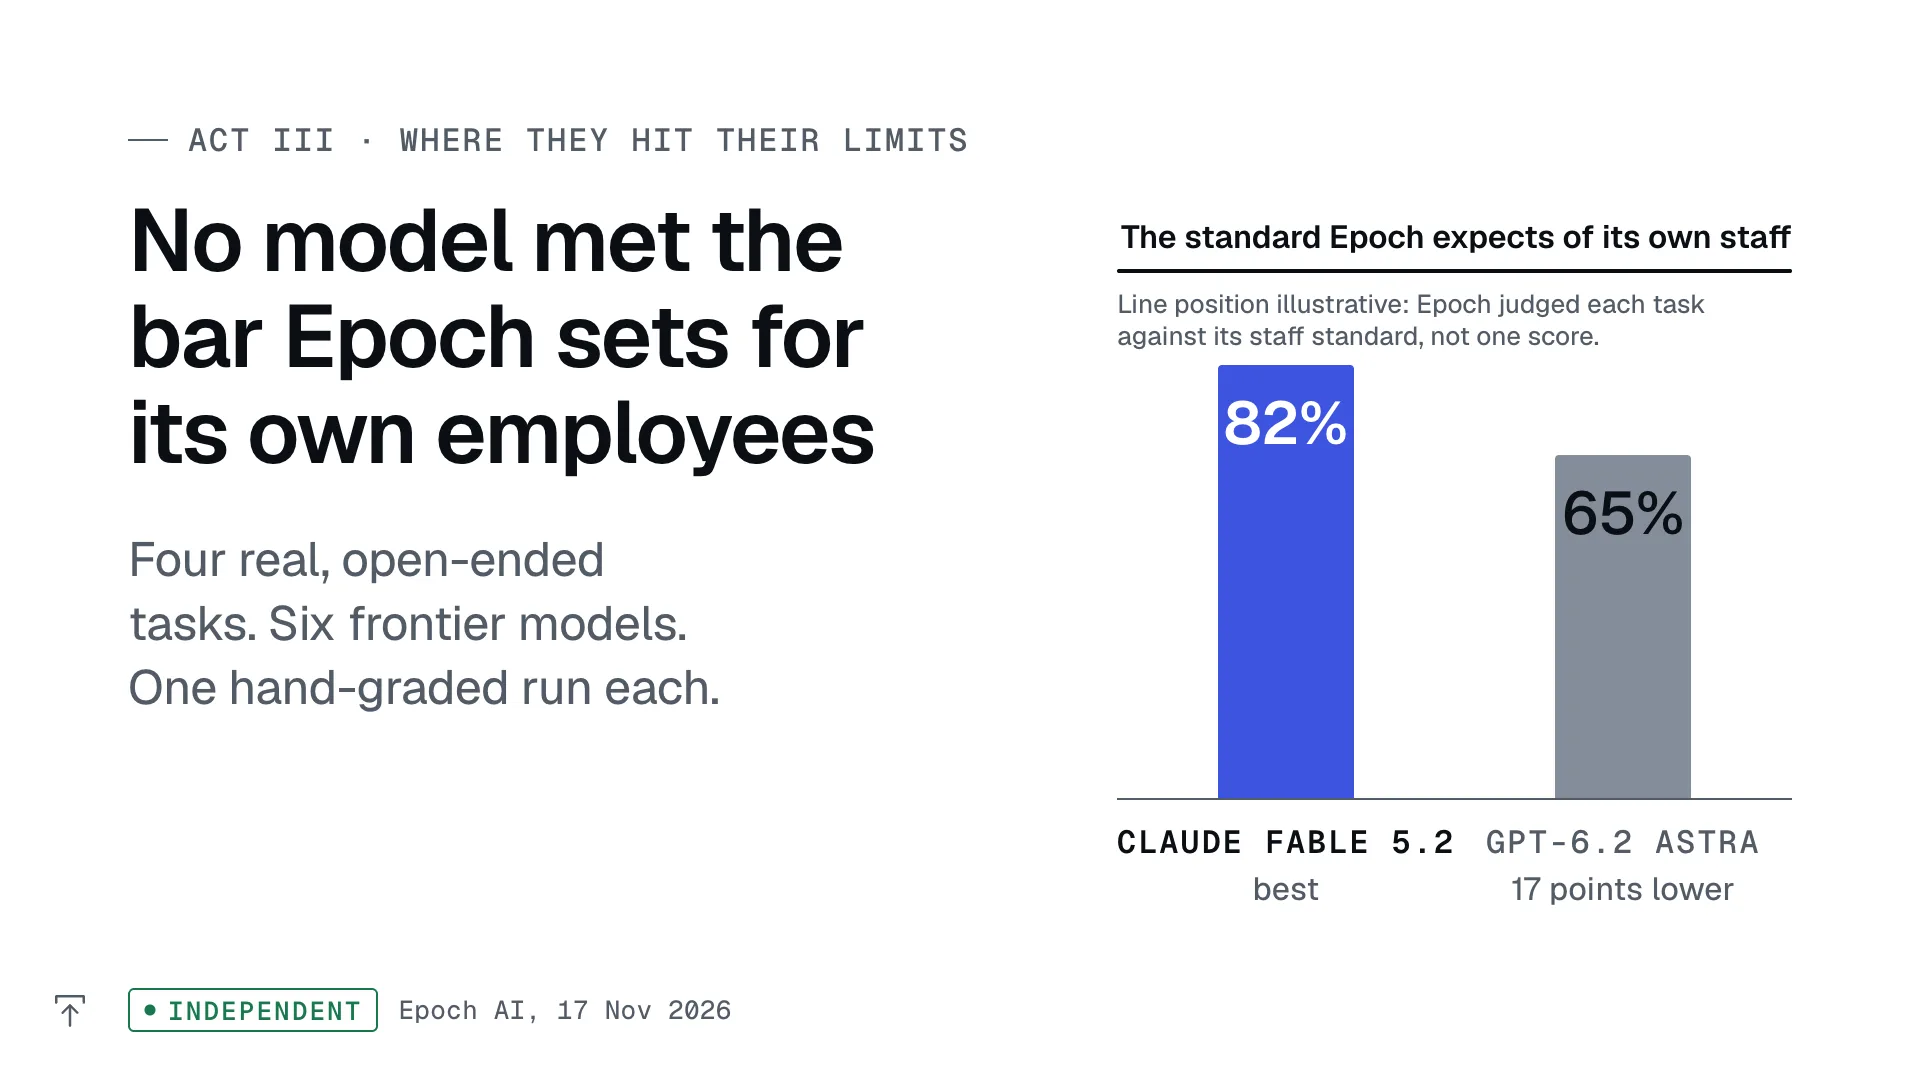 ACT III · WHERE THEY HIT THEIR LIMITS
No model met the
bar Epoch sets for
its own employees
Four real, open-ended
tasks. Six frontier models.
One hand-graded run each.
The standard Epoch expects of its own staff
Line position illustrative: Epoch judged each task
against its staff standard, not one score.
82%
65%
CLAUDE FABLE 5.2
best
GPT-6.2 ASTRA
17 points lower
INDEPENDENT
Epoch AI, 17 Nov 2026